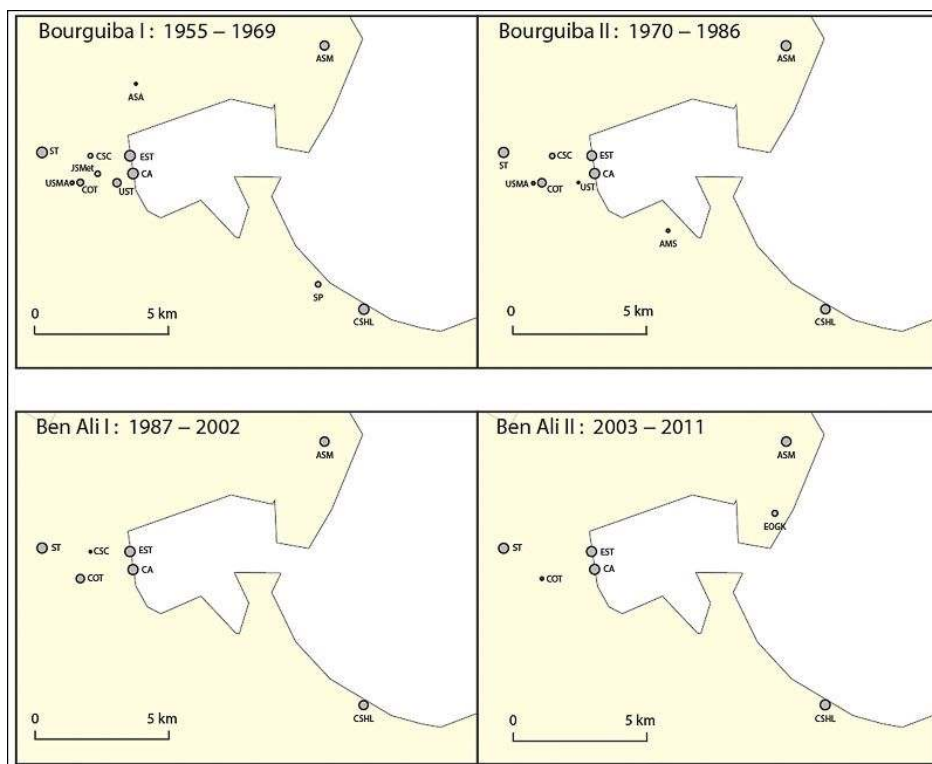 Bourguiba I : 1955 – 1969
ASM
ASA
ST
CSC
EST
JSMet
CA
USMA
COT
UST
SP
CSHL
0 5 km
Bourguiba II : 1970 – 1986
ASM
ST
CSC
EST
CA
USMA
COT
UST
AMS
CSHL
0 5 km
Ben Ali I : 1987 – 2002
ASM
ST
CSC
EST
CA
COT
CSHL
0 5 km
Ben Ali II : 2003 – 2011
ASM
EOGK
ST
EST
CA
COT
CSHL
0 5 km